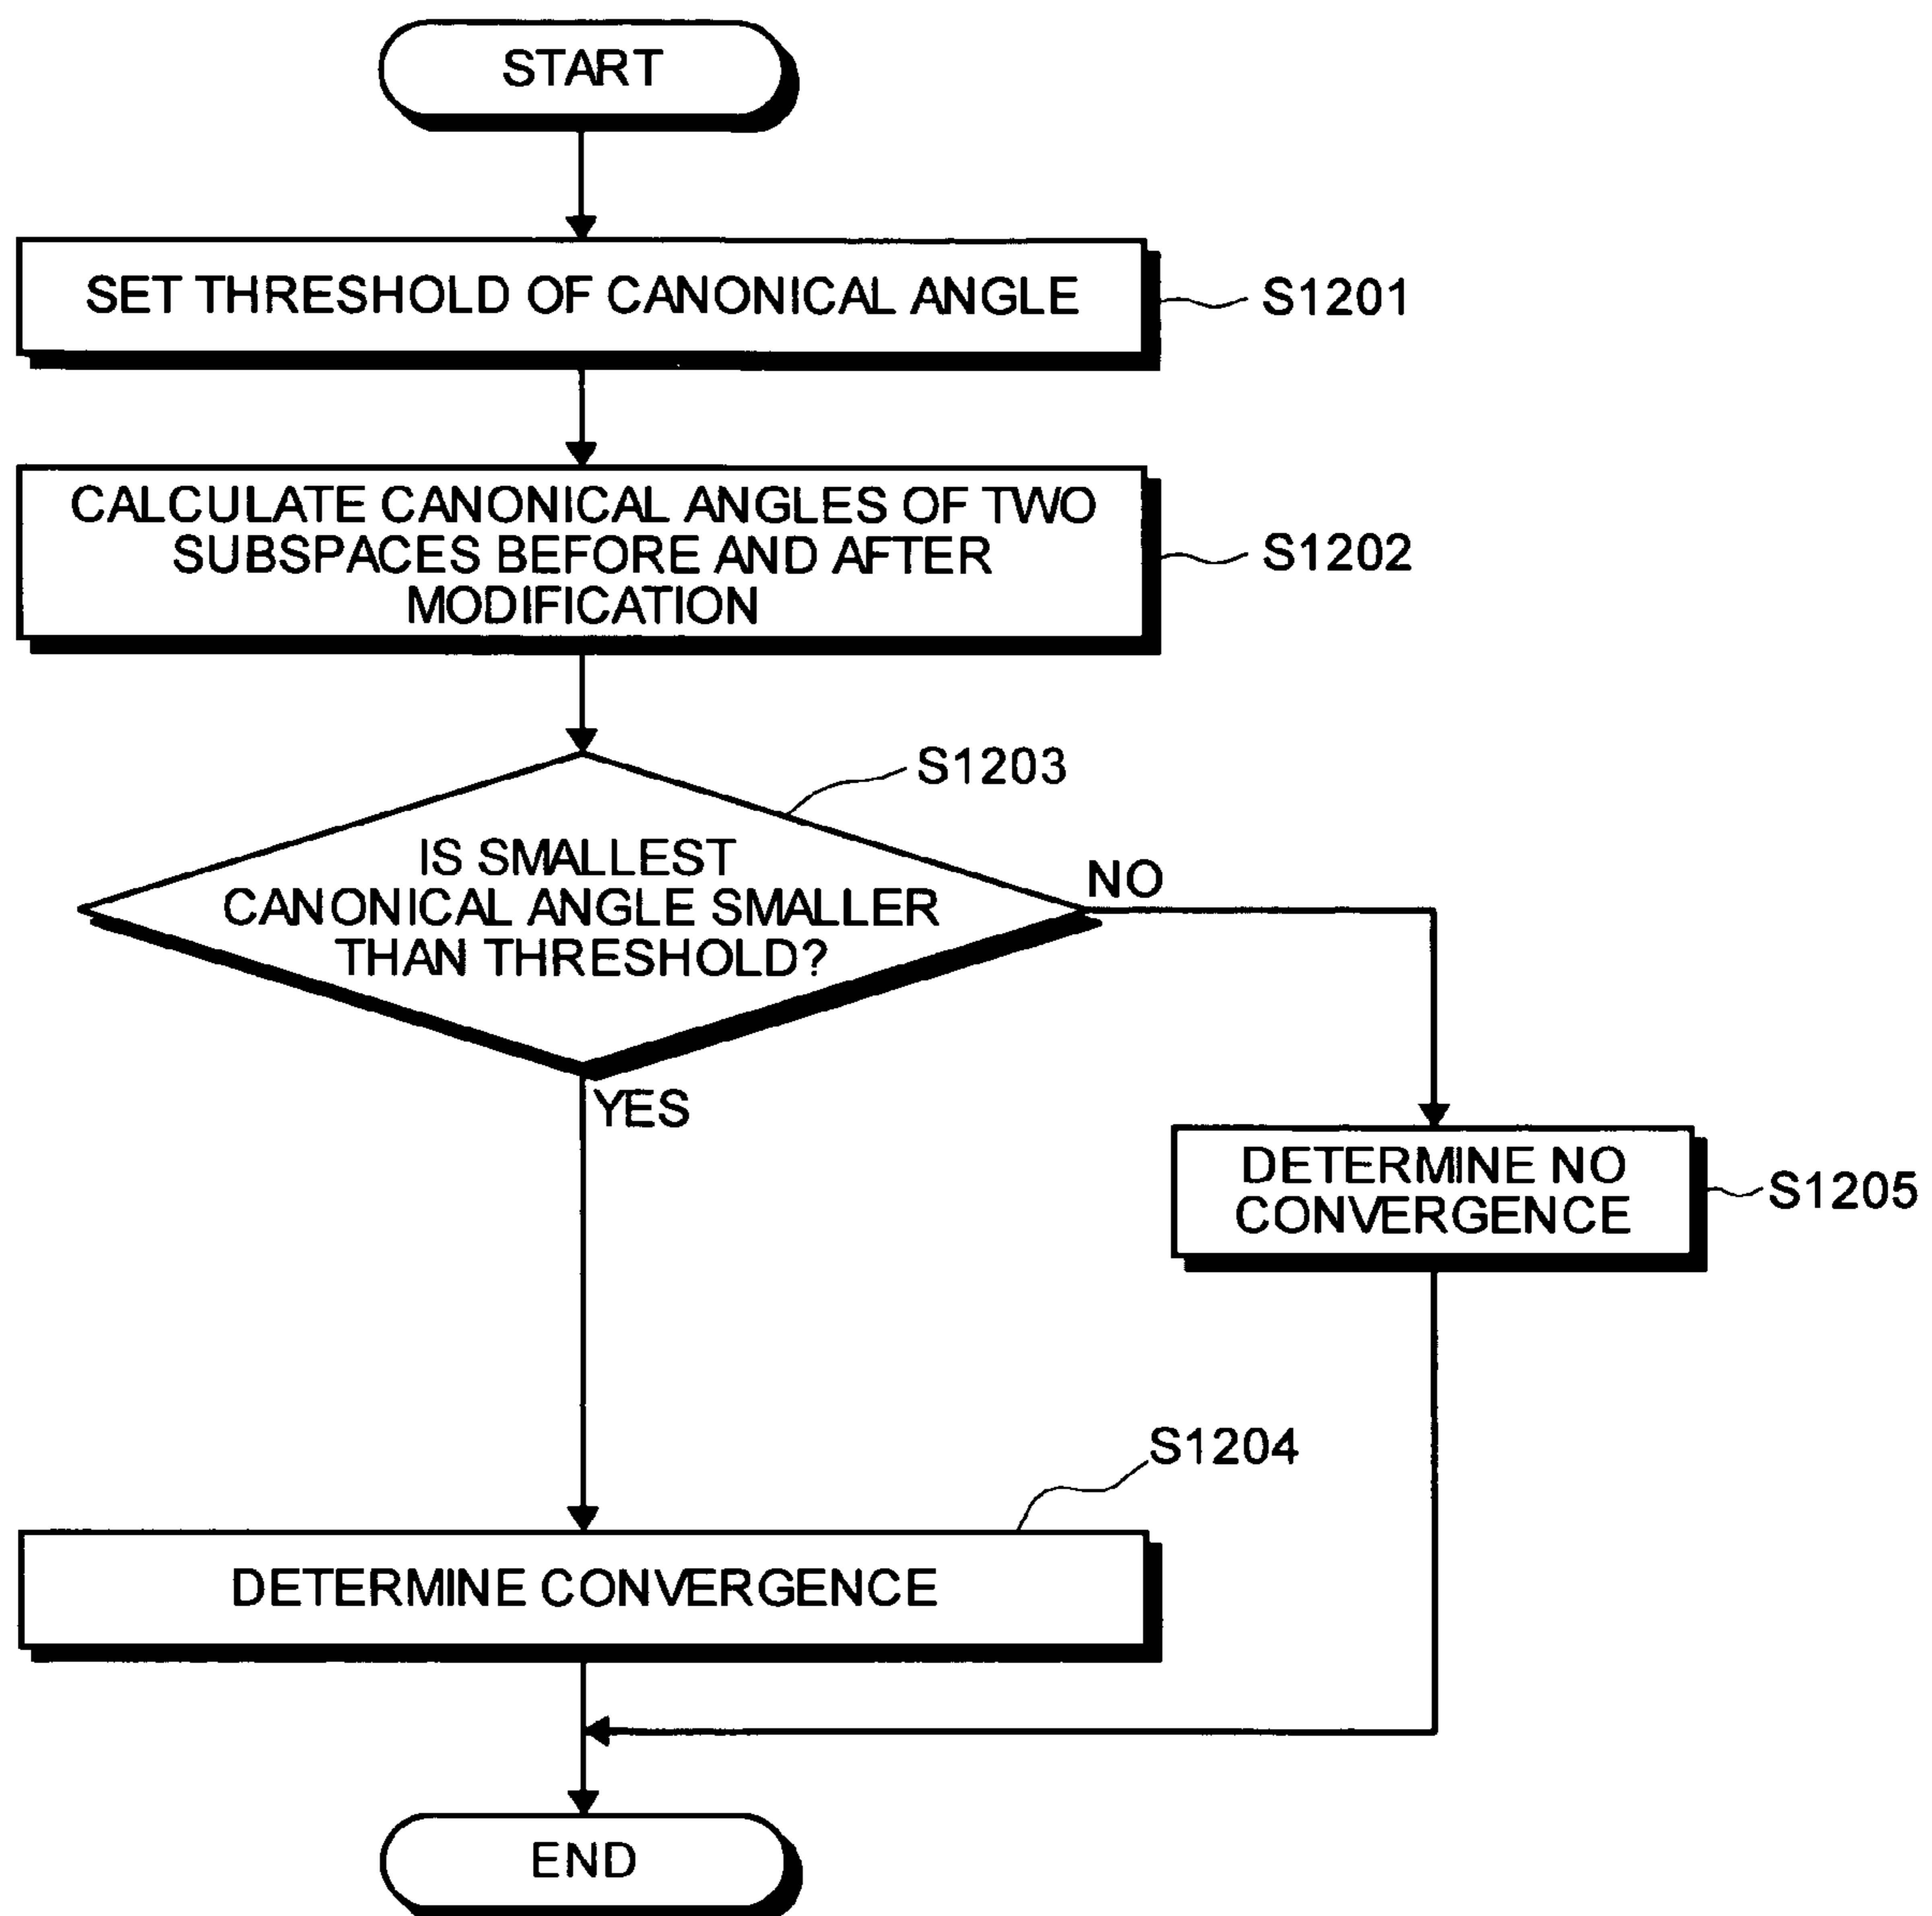 START
SET THRESHOLD OF CANONICAL ANGLE
S1201
CALCULATE CANONICAL ANGLES OF TWO
SUBSPACES BEFORE AND AFTER
MODIFICATION
S1202
S1203
IS SMALLEST
CANONICAL ANGLE SMALLER
THAN THRESHOLD?
NO
YES
DETERMINE NO
CONVERGENCE
S1205
S1204
DETERMINE CONVERGENCE
END